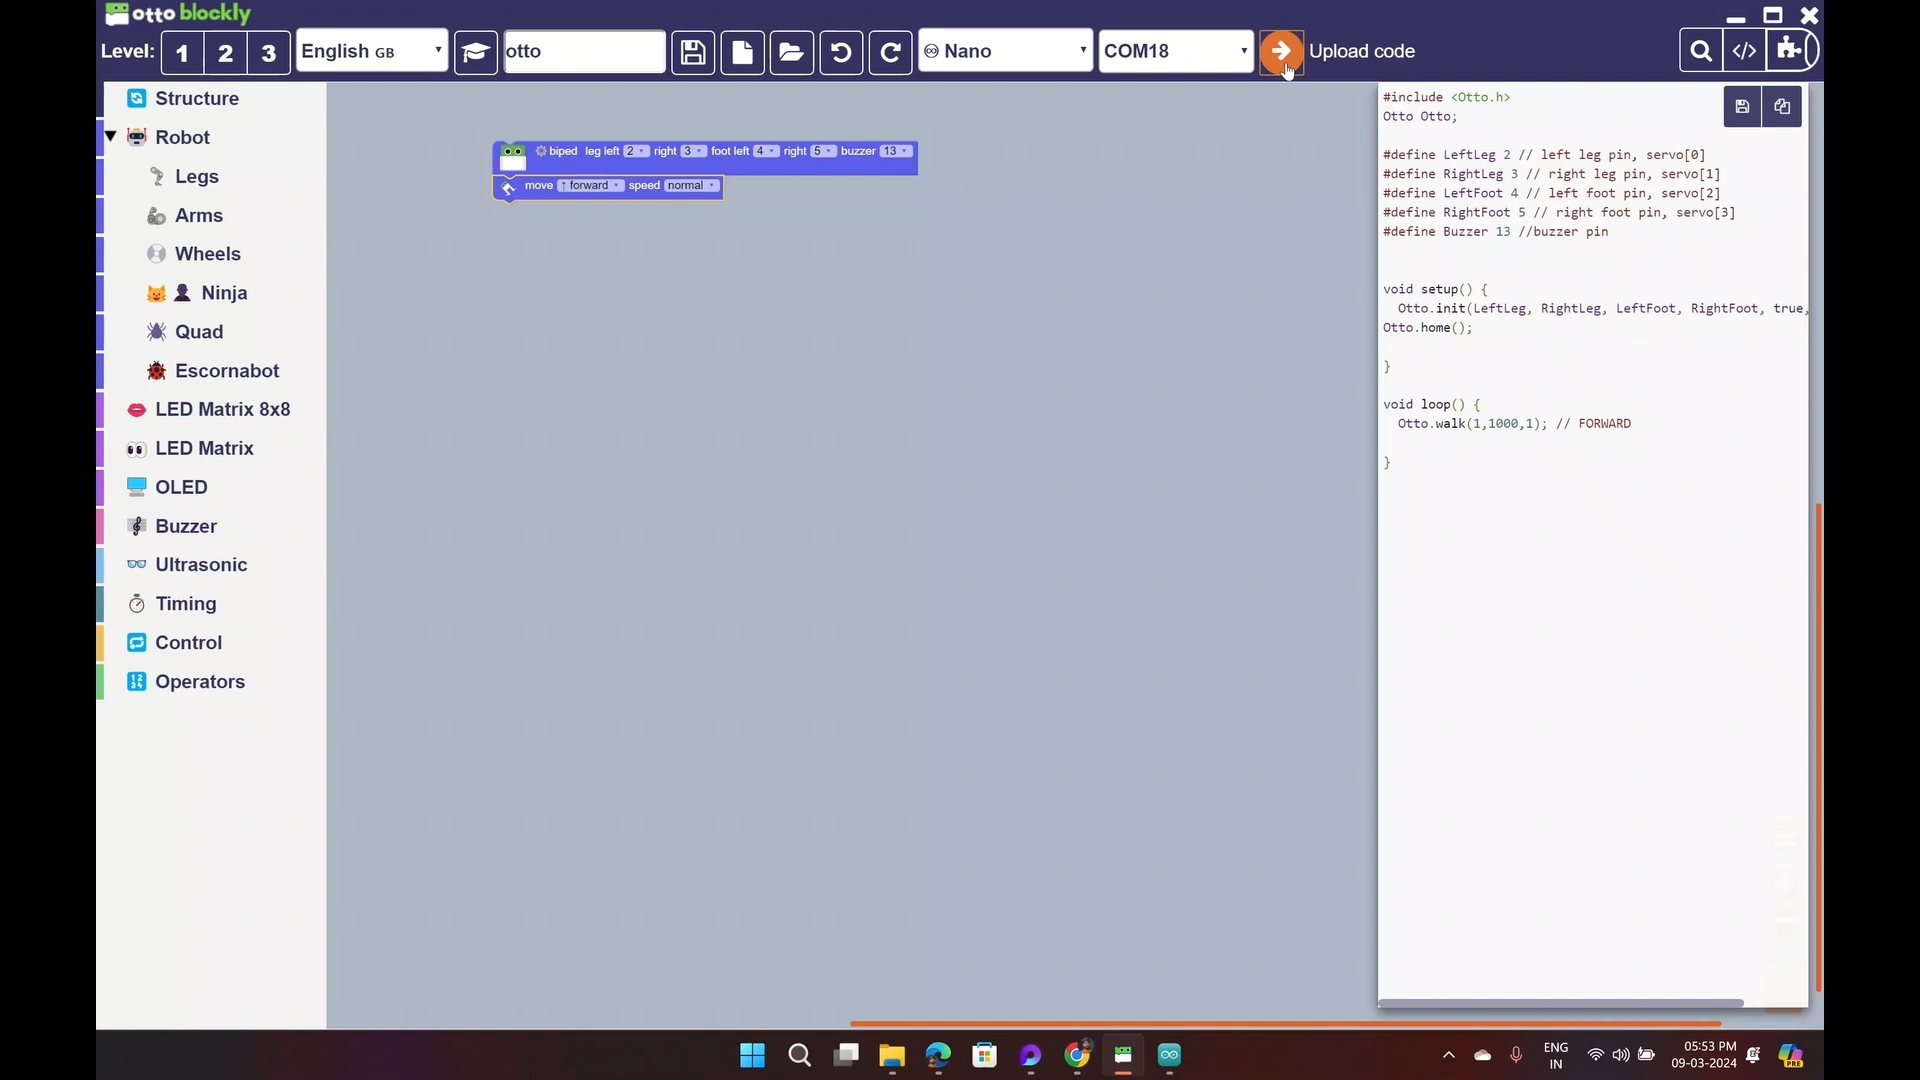 otto blockly
Level: 1 2 3 English GB otto Nano COM18 Upload code
Structure
Robot
Legs
Arms
Wheels
Ninja
Quad
Escornabot
LED Matrix 8x8
LED Matrix
OLED
Buzzer
Ultrasonic
Timing
Control
Operators
biped leg left 2 right 3 foot left 4 right 5 buzzer 13
move ↑ forward speed normal
#include <Otto.h>
Otto Otto;
#define LeftLeg 2 // left leg pin, servo[0]
#define RightLeg 3 // right leg pin, servo[1]
#define LeftFoot 4 // left foot pin, servo[2]
#define RightFoot 5 // right foot pin, servo[3]
#define Buzzer 13 //buzzer pin
void setup() {
Otto.init(LeftLeg, RightLeg, LeftFoot, RightFoot, true,
Otto.home();
}
void loop() {
Otto.walk(1,1000,1); // FORWARD
}
ENG
IN
05:53 PM
09-03-2024
PRE